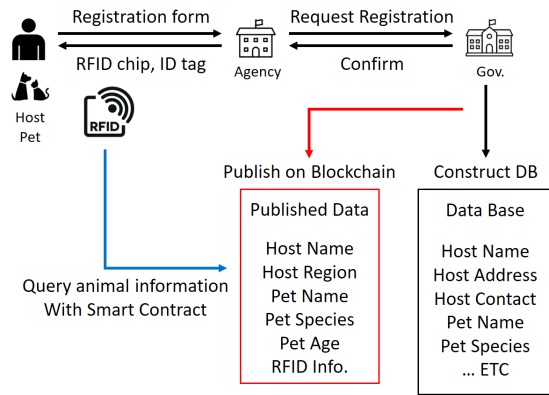 Registration form
Request Registration
RFID chip, ID tag
Agency
Confirm
Gov.
Host
Pet
RFID
Publish on Blockchain
Construct DB
Published Data
Host Name
Host Region
Pet Name
Pet Species
Pet Age
RFID Info.
Data Base
Host Name
Host Address
Host Contact
Pet Name
Pet Species
... ETC
Query animal information
With Smart Contract